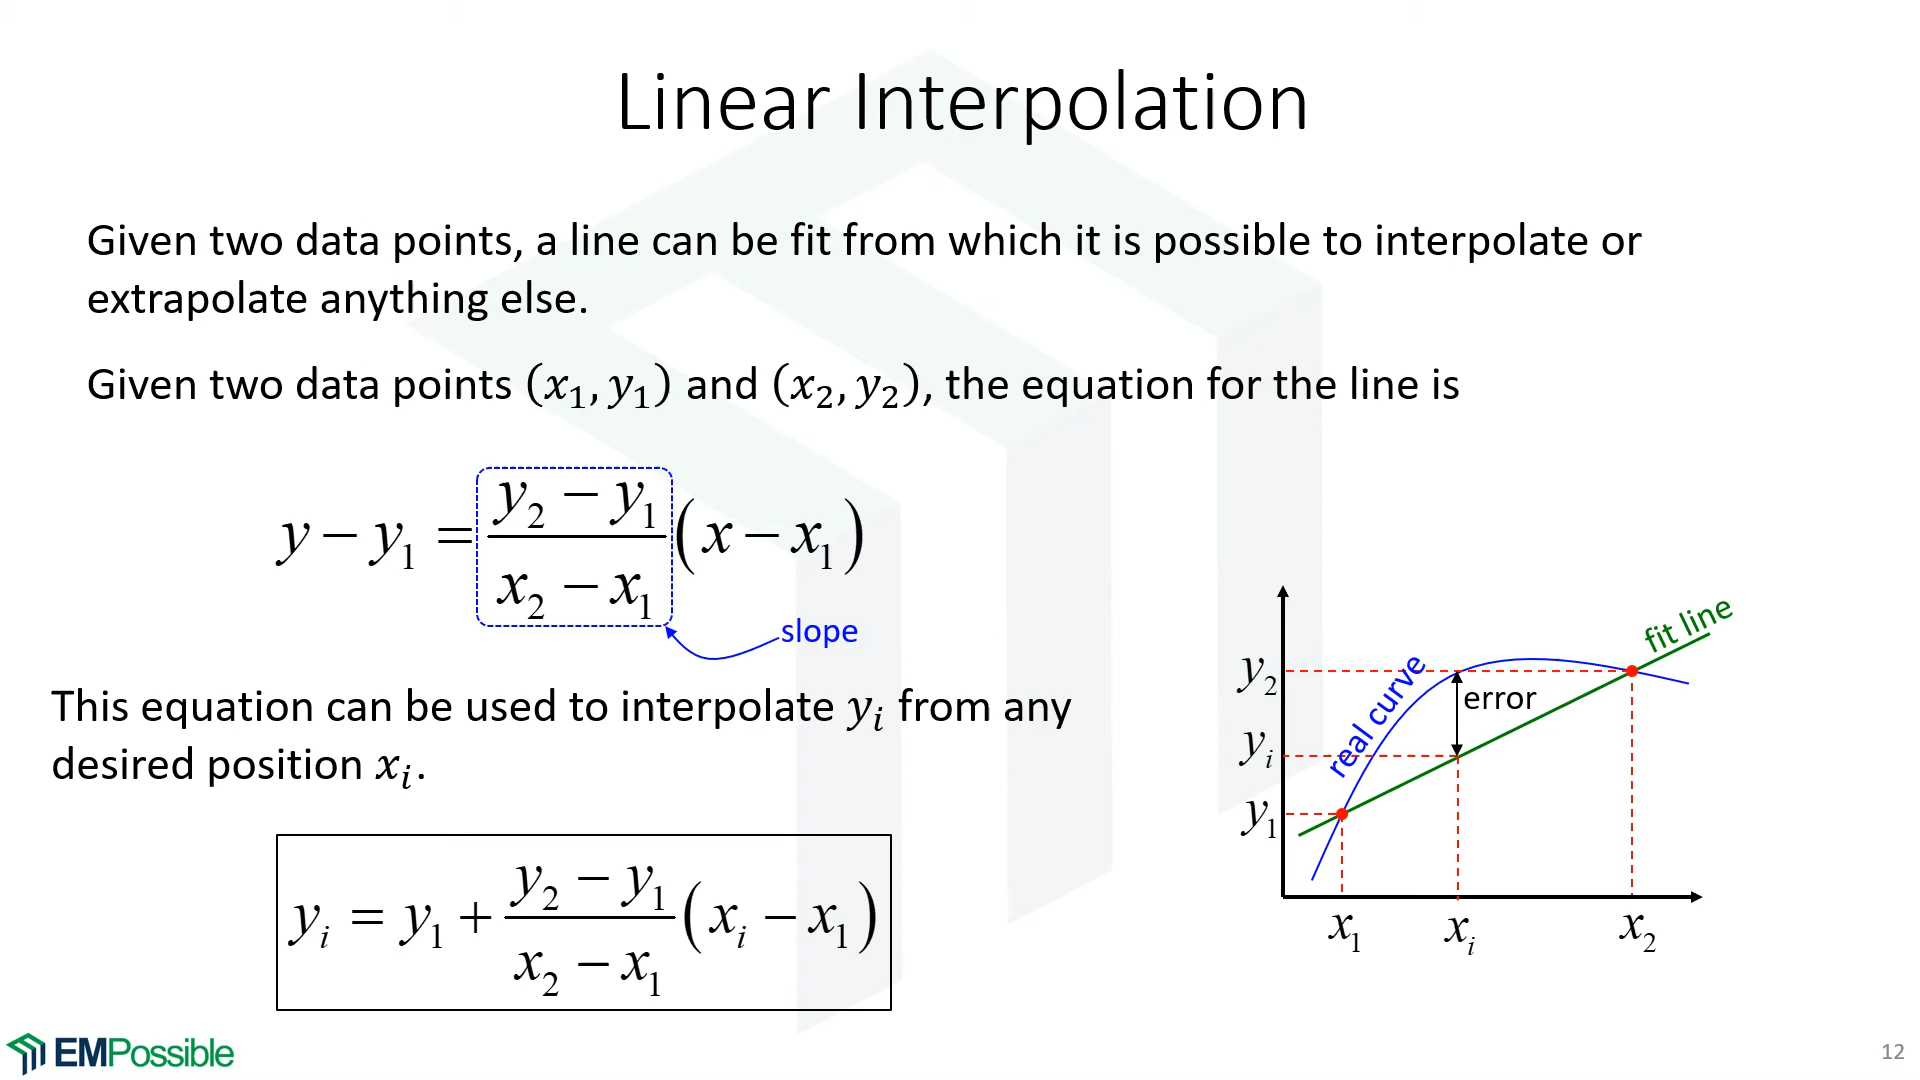 Linear Interpolation
Given two data points, a line can be fit from which it is possible to interpolate or
extrapolate anything else.
Given two data points (x₁, y₁) and (x₂, y₂), the equation for the line is
y − y₁ = (y₂ − y₁)/(x₂ − x₁) (x − x₁)
slope
This equation can be used to interpolate yᵢ from any
desired position xᵢ.
yᵢ = y₁ + (y₂ − y₁)/(x₂ − x₁) (xᵢ − x₁)
fit line
real curve
error
y₂
yᵢ
y₁
x₁ xᵢ x₂
EMPossible
12